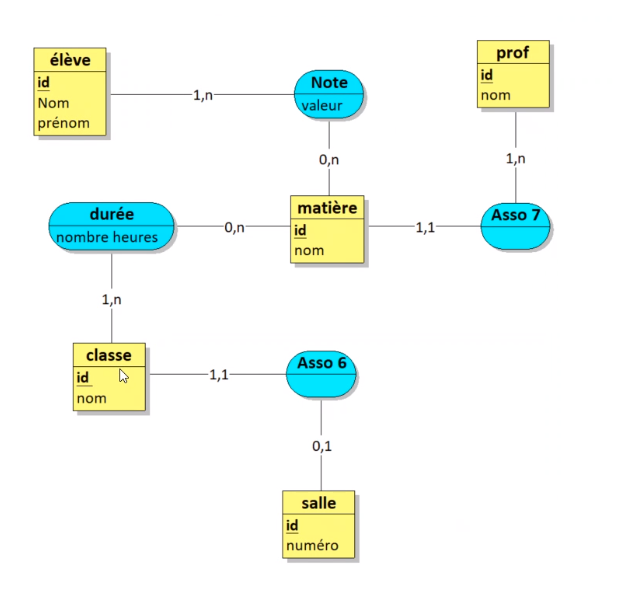 élève
id
Nom
prénom
1,n
Note
valeur
prof
id
nom
0,n
1,n
durée
nombre heures
0,n
matière
id
nom
1,1
Asso 7
1,n
classe
id
nom
1,1
Asso 6
0,1
salle
id
numéro